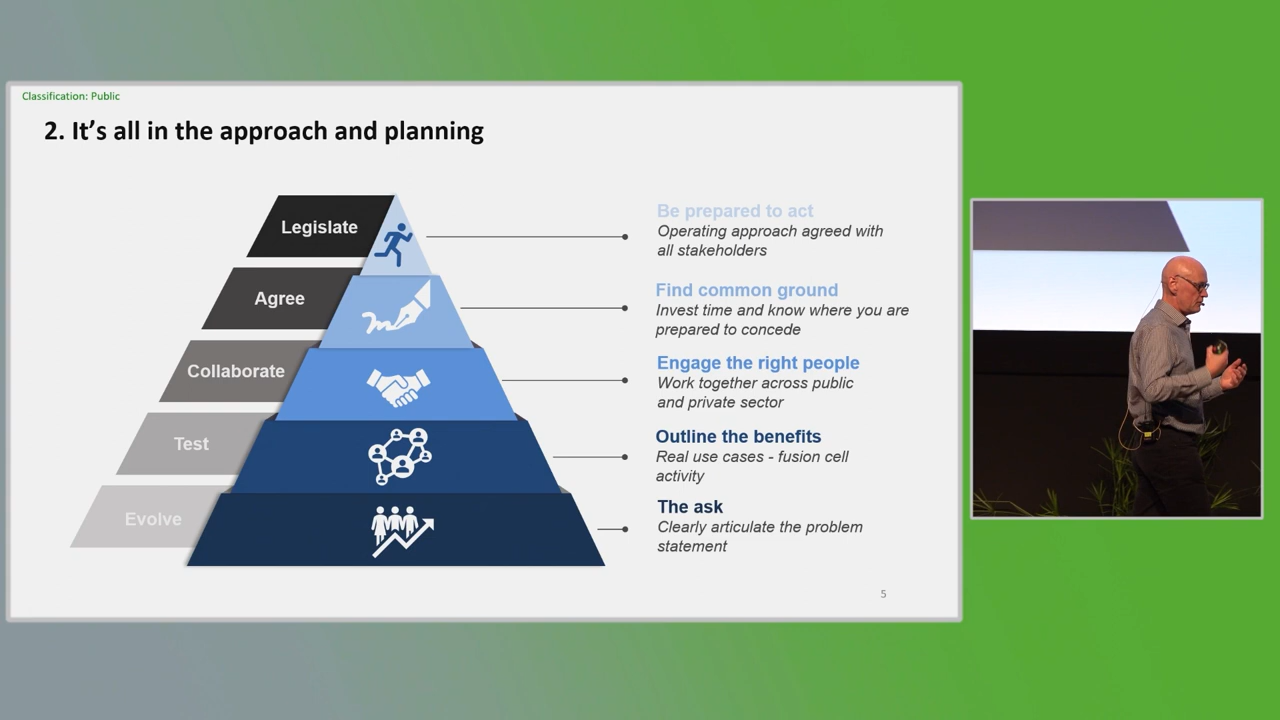 Classification: Public
2. It's all in the approach and planning
Legislate
Be prepared to act
Operating approach agreed with
all stakeholders
Agree
Find common ground
Invest time and know where you are
prepared to concede
Collaborate
Engage the right people
Work together across public
and private sector
Test
Outline the benefits
Real use cases - fusion cell
activity
Evolve
The ask
Clearly articulate the problem
statement
5